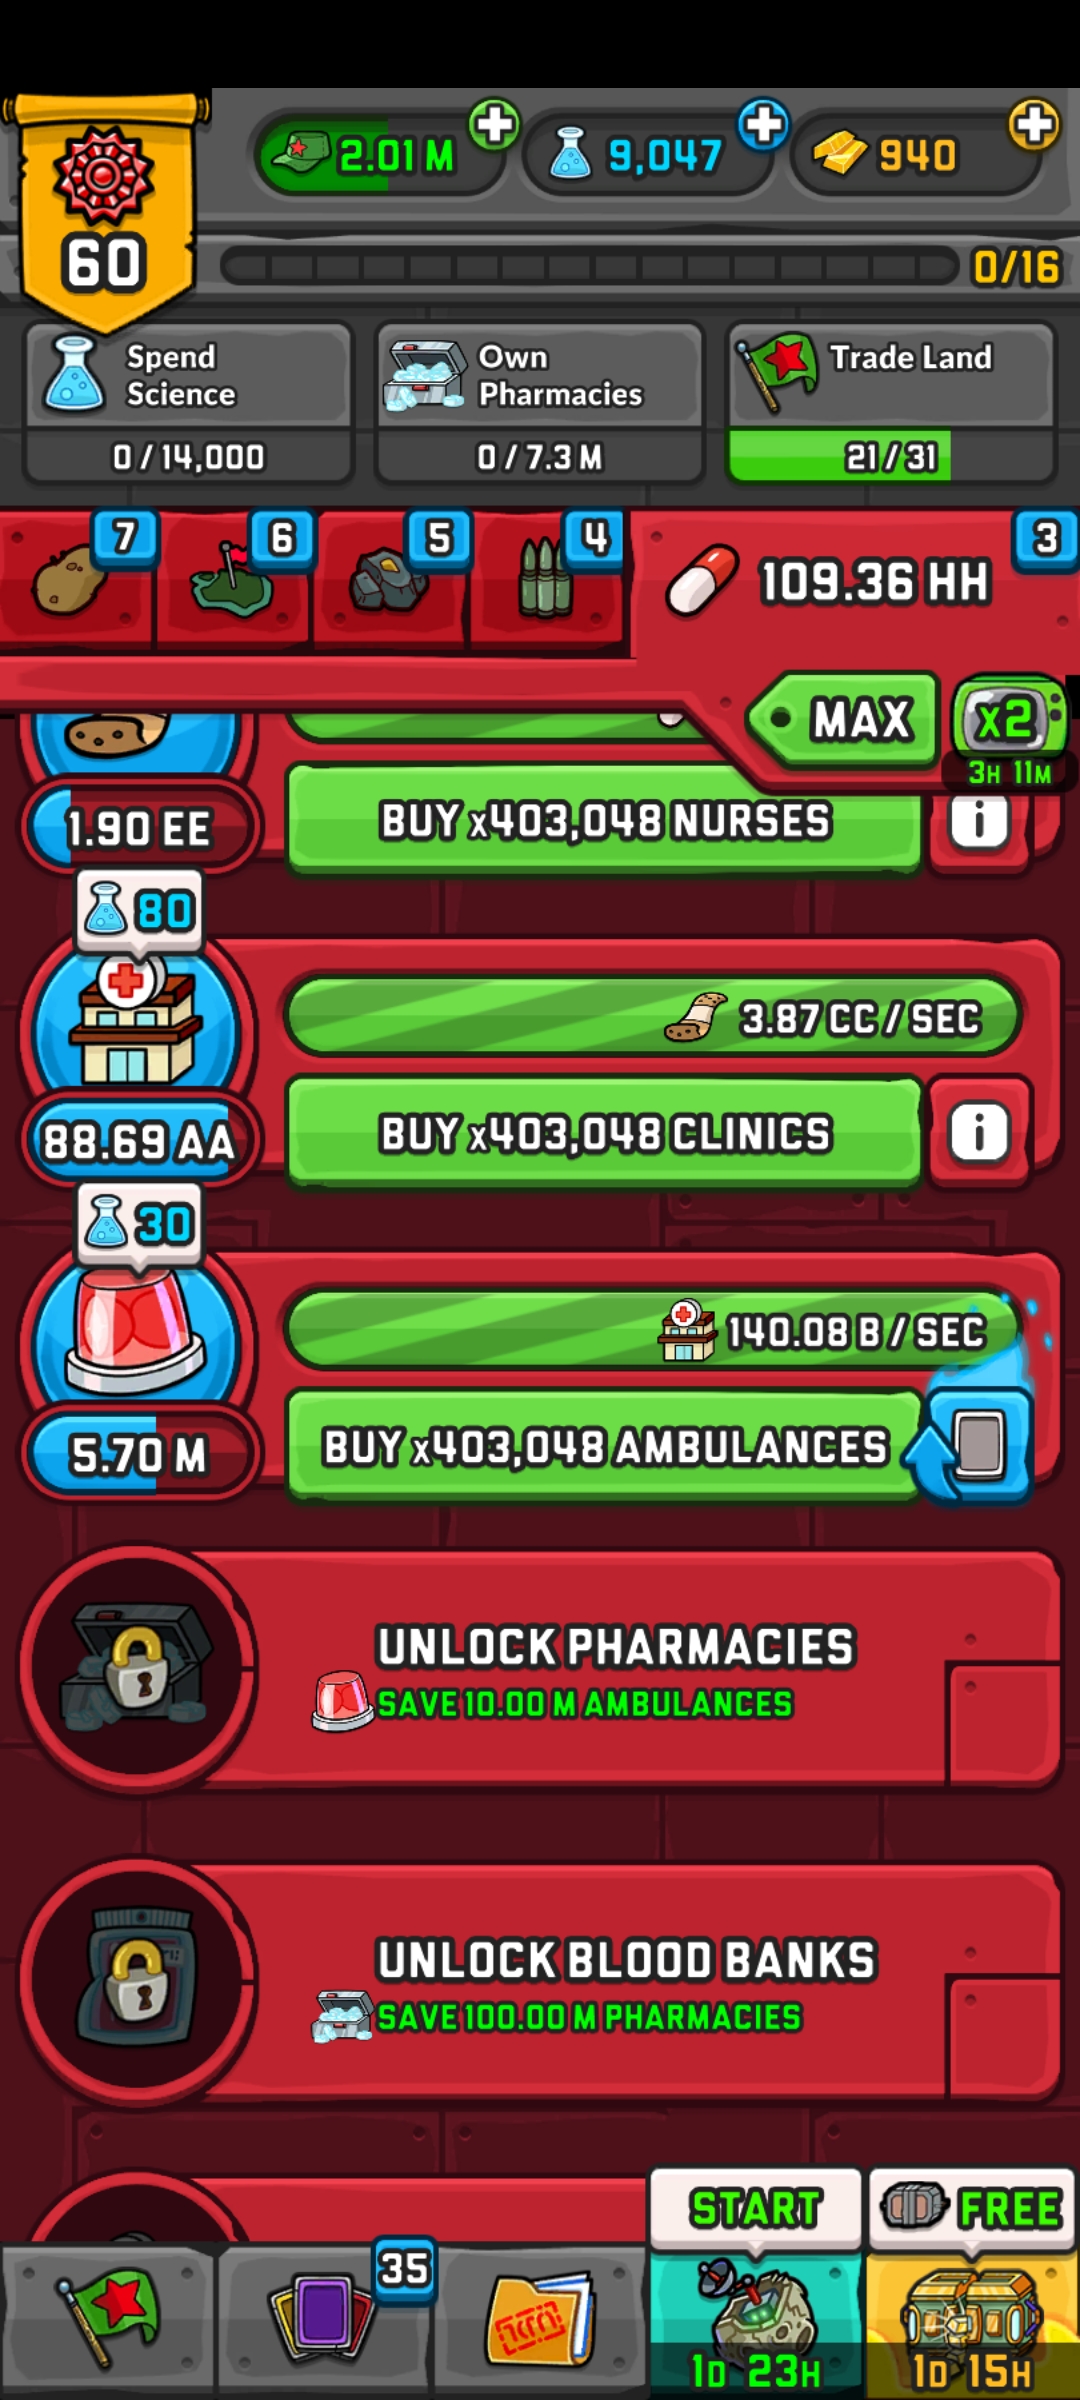 2.01 M
9,047
940
60
0/16
Spend
Science
0 / 14,000
Own
Pharmacies
0 / 7.3 M
Trade Land
21 / 31
7
6
5
4
109.36 HH
3
MAX
x2
3H 11M
1.90 EE
BUY x403,048 NURSES
i
80
3.87 CC / SEC
88.69 AA
BUY x403,048 CLINICS
i
30
140.08 B / SEC
5.70 M
BUY x403,048 AMBULANCES
UNLOCK PHARMACIES
SAVE 10.00 M AMBULANCES
UNLOCK BLOOD BANKS
SAVE 100.00 M PHARMACIES
START
FREE
35
1D 23H
1D 15H